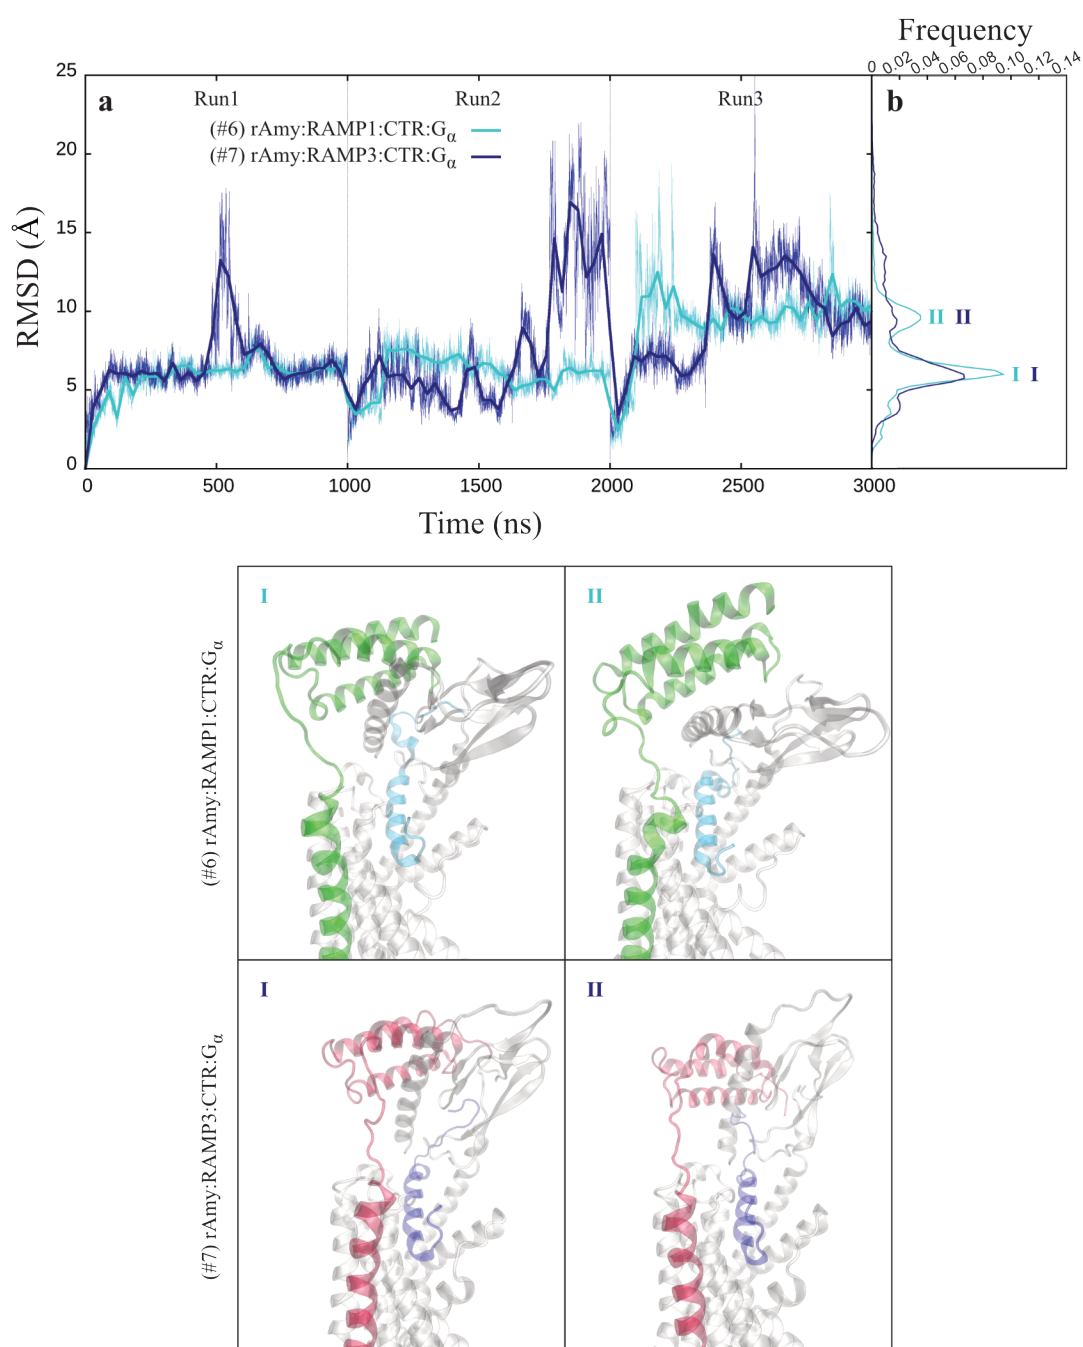 Frequency
0 0.02 0.04 0.06 0.08 0.10 0.12 0.14
25
a Run1 Run2 Run3 b
(#6) rAmy:RAMP1:CTR:Gα
(#7) rAmy:RAMP3:CTR:Gα
20
15
10
5
0
RMSD (Å)
II II
I I
0 500 1000 1500 2000 2500 3000
Time (ns)
I II
(#6) rAmy:RAMP1:CTR:Gα
I II
(#7) rAmy:RAMP3:CTR:Gα